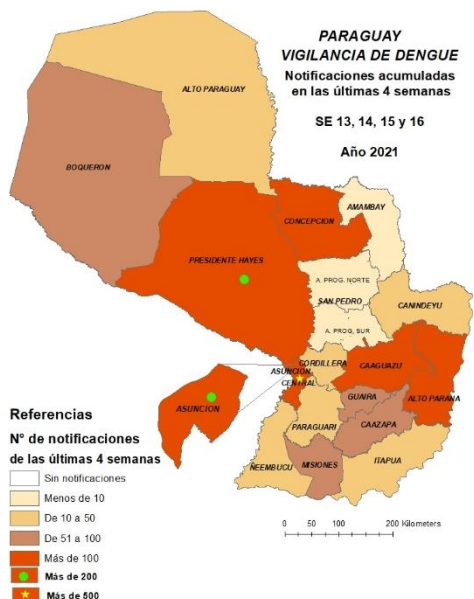 PARAGUAY
VIGILANCIA DE DENGUE
Notificaciones acumuladas
en las últimas 4 semanas
SE 13, 14, 15 y 16
Año 2021
ALTO PARAGUAY
BOQUERON
AMAMBAY
CONCEPCION
PRESIDENTE HAYES
A. PROG. NORTE
SAN PEDRO
CANINDEYU
A. PROG. SUR
CORDILLERA
CAAGUAZU
ASUNCION
CENTRAL
ASUNCION
GUAIRA
ALTO PARANA
CAAZAPA
PARAGUARI
ÑEEMBUCU
MISIONES
ITAPUA
Referencias
N° de notificaciones
de las últimas 4 semanas
Sin notificaciones
Menos de 10
De 10 a 50
De 51 a 100
Más de 100
Más de 200
Más de 500
0 25 50 100 150 200 Kilometers